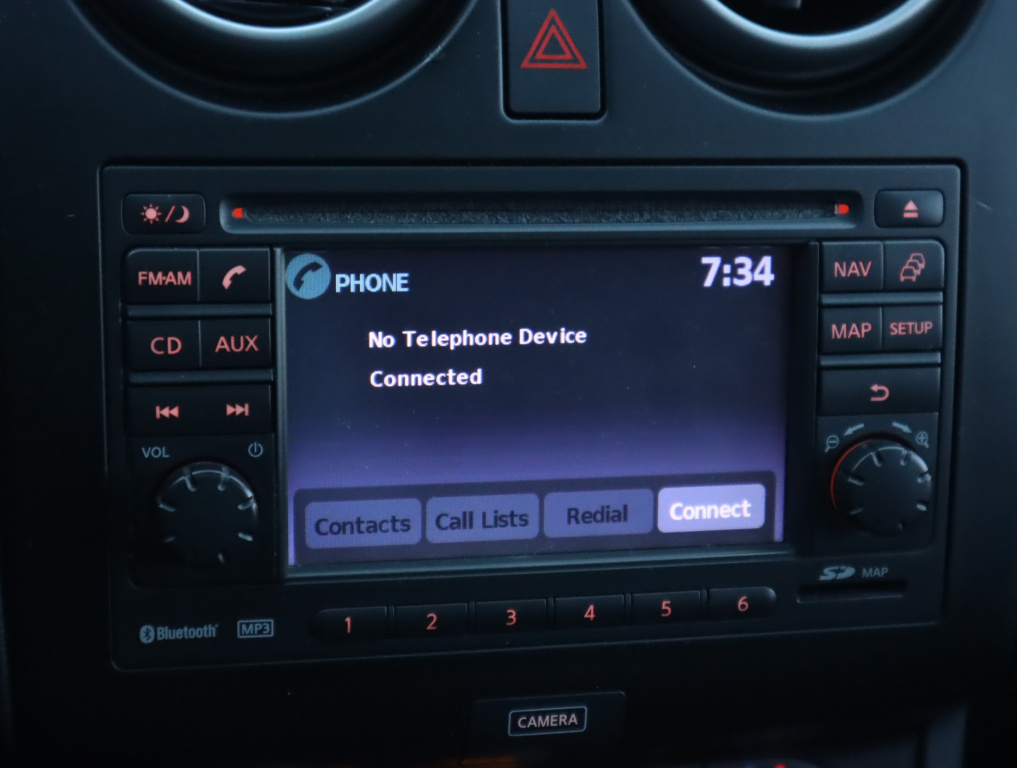 FM·AM
CD
AUX
VOL
PHONE
7:34
No Telephone Device
Connected
Contacts
Call Lists
Redial
Connect
NAV
MAP
SETUP
SD MAP
Bluetooth
MP3
1
2
3
4
5
6
CAMERA